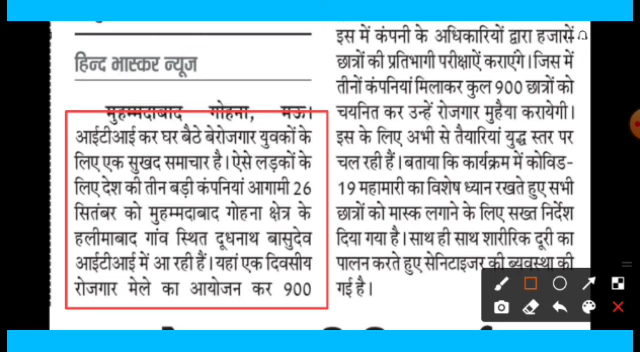 हिन्द भास्कर न्यूज
मुहम्मदाबाद गोहना, मऊ।
आईटीआई कर घर बैठे बेरोजगार युवकों के
लिए एक सुखद समाचार है। ऐसे लड़कों के
लिए देश की तीन बड़ी कंपनियां आगामी 26
सितंबर को मुहम्मदाबाद गोहना क्षेत्र के
हलीमाबाद गांव स्थित दूधनाथ बासुदेव
आईटीआई में आ रही हैं। यहां एक दिवसीय
रोजगार मेले का आयोजन कर 900
इस में कंपनी के अधिकारियों द्वारा हजासें
छात्रों की प्रतिभागी परीक्षाऐं कराएंगे। जिस में
तीनों कंपनियां मिलाकर कुल 900 छात्रों को
चयनित कर उन्हें रोजगार मुहैया करायेगी।
इस के लिए अभी से तैयारियां युद्ध स्तर पर
चल रही हैं। बताया कि कार्यक्रम में कोविड-
19 महामारी का विशेष ध्यान रखते हुए सभी
छात्रों को मास्क लगाने के लिए सख्त निर्देश
दिया गया है। साथ ही साथ शारीरिक दूरी का
पालन करते हुए सेनिटाइजर की ब्यवस्था की
गई है।